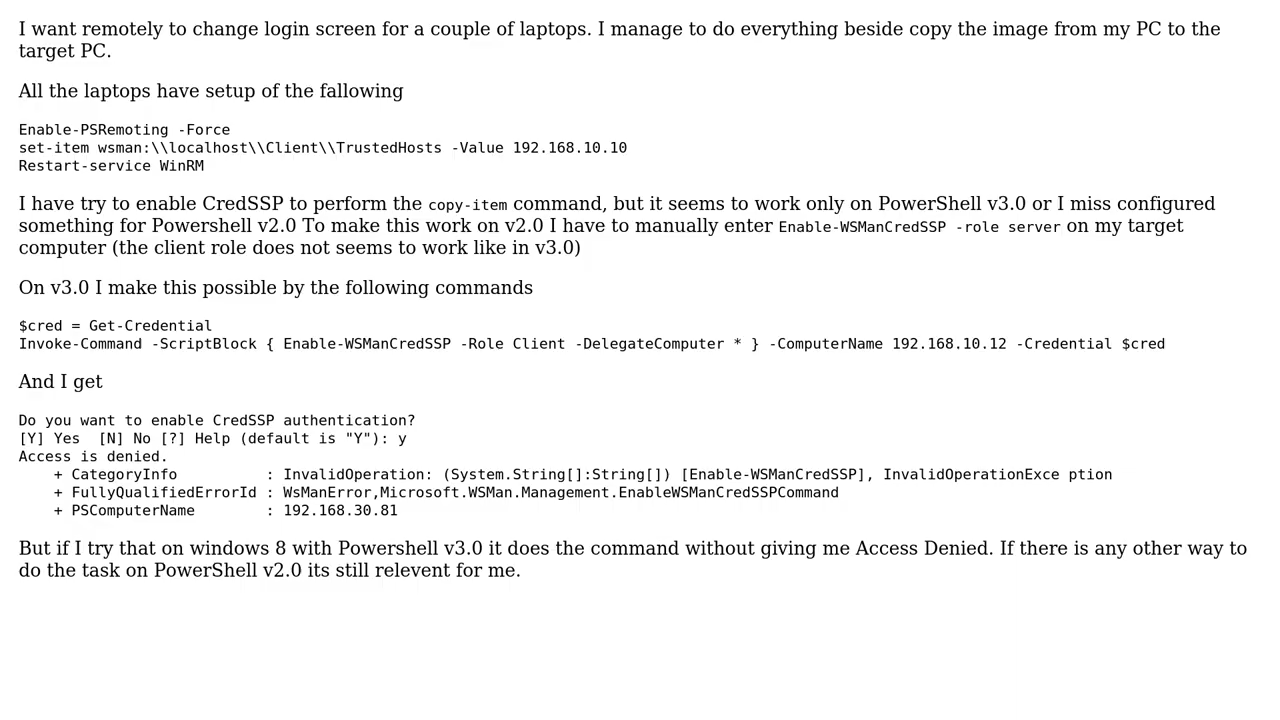 I want remotely to change login screen for a couple of laptops. I manage to do everything beside copy the image from my PC to the
target PC.
All the laptops have setup of the fallowing
Enable-PSRemoting -Force
set-item wsman:\\localhost\\Client\\TrustedHosts -Value 192.168.10.10
Restart-service WinRM
I have try to enable CredSSP to perform the copy-item command, but it seems to work only on PowerShell v3.0 or I miss configured
something for Powershell v2.0 To make this work on v2.0 I have to manually enter Enable-WSManCredSSP -role server on my target
computer (the client role does not seems to work like in v3.0)
On v3.0 I make this possible by the following commands
$cred = Get-Credential
Invoke-Command -ScriptBlock { Enable-WSManCredSSP -Role Client -DelegateComputer * } -ComputerName 192.168.10.12 -Credential $cred
And I get
Do you want to enable CredSSP authentication?
[Y] Yes  [N] No [?] Help (default is "Y"): y
Access is denied.
    + CategoryInfo          : InvalidOperation: (System.String[]:String[]) [Enable-WSManCredSSP], InvalidOperationExce ption
    + FullyQualifiedErrorId : WsManError,Microsoft.WSMan.Management.EnableWSManCredSSPCommand
    + PSComputerName        : 192.168.30.81
But if I try that on windows 8 with Powershell v3.0 it does the command without giving me Access Denied. If there is any other way to
do the task on PowerShell v2.0 its still relevent for me.